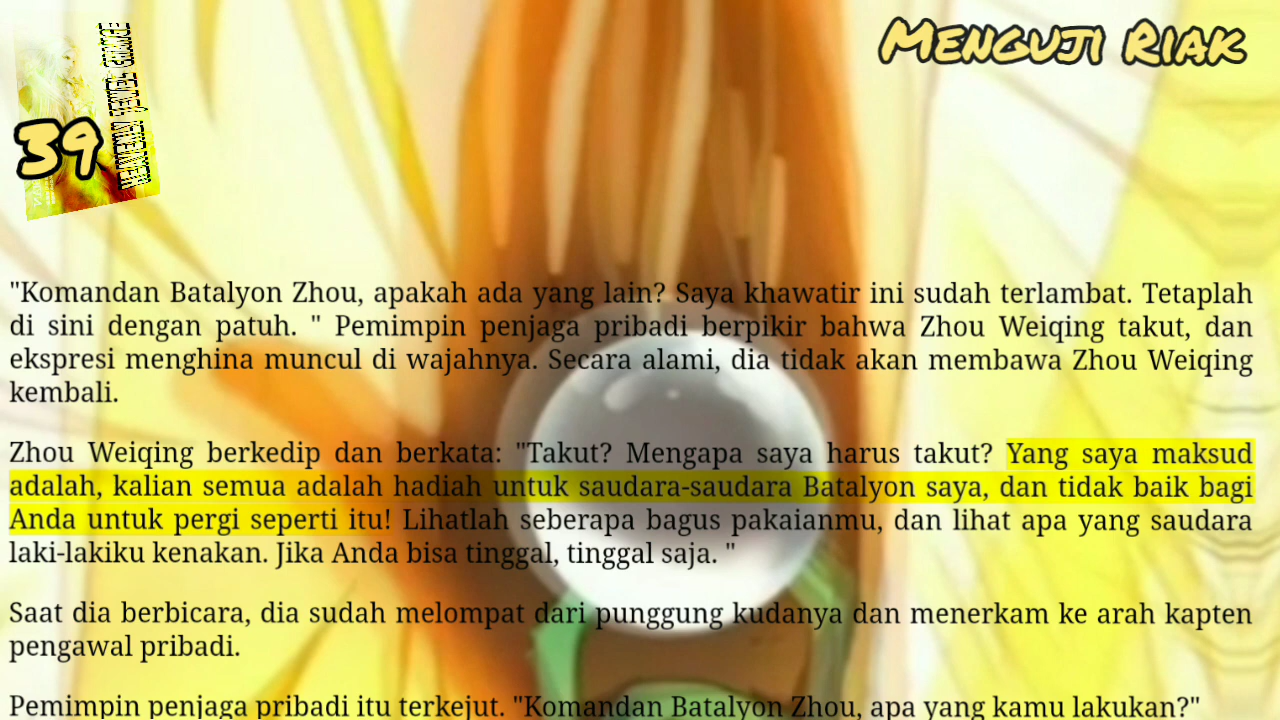 Menguji Riak
39
"Komandan Batalyon Zhou, apakah ada yang lain? Saya khawatir ini sudah terlambat. Tetaplah
di sini dengan patuh. " Pemimpin penjaga pribadi berpikir bahwa Zhou Weiqing takut, dan
ekspresi menghina muncul di wajahnya. Secara alami, dia tidak akan membawa Zhou Weiqing
kembali.
Zhou Weiqing berkedip dan berkata: "Takut? Mengapa saya harus takut? Yang saya maksud
adalah, kalian semua adalah hadiah untuk saudara-saudara Batalyon saya, dan tidak baik bagi
Anda untuk pergi seperti itu! Lihatlah seberapa bagus pakaianmu, dan lihat apa yang saudara
laki-lakiku kenakan. Jika Anda bisa tinggal, tinggal saja. "
Saat dia berbicara, dia sudah melompat dari punggung kudanya dan menerkam ke arah kapten
pengawal pribadi.
Pemimpin penjaga pribadi itu terkejut. "Komandan Batalyon Zhou, apa yang kamu lakukan?"